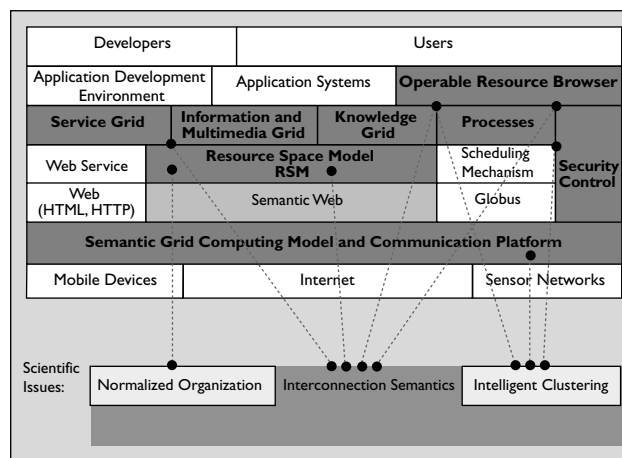 Developers
Users
Application Development
Environment
Application Systems
Operable Resource Browser
Service Grid
Information and
Multimedia Grid
Knowledge
Grid
Processes
Web Service
Resource Space Model
RSM
Scheduling
Mechanism
Security
Control
Web
(HTML, HTTP)
Semantic Web
Globus
Semantic Grid Computing Model and Communication Platform
Mobile Devices
Internet
Sensor Networks
Scientific
Issues:
Normalized Organization
Interconnection Semantics
Intelligent Clustering